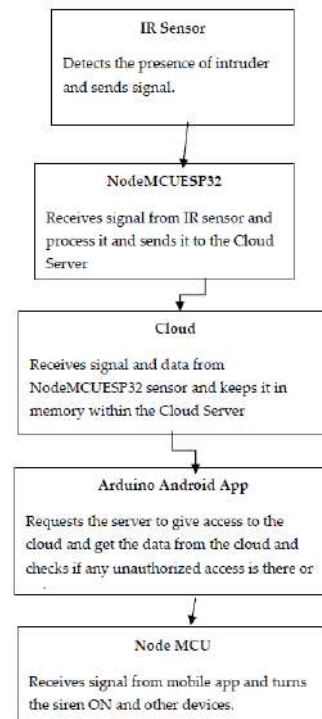 IR Sensor
Detects the presence of intruder
and sends signal.
NodeMCUESP32
Receives signal from IR sensor and
process it and sends it to the Cloud
Server
Cloud
Receives signal and data from
NodeMCUESP32 sensor and keeps it in
memory within the Cloud Server
Arduino Android App
Requests the server to give access to the
cloud and get the data from the cloud and
checks if any unauthorized access is there or
Node MCU
Receives signal from mobile app and turns
the siren ON and other devices.